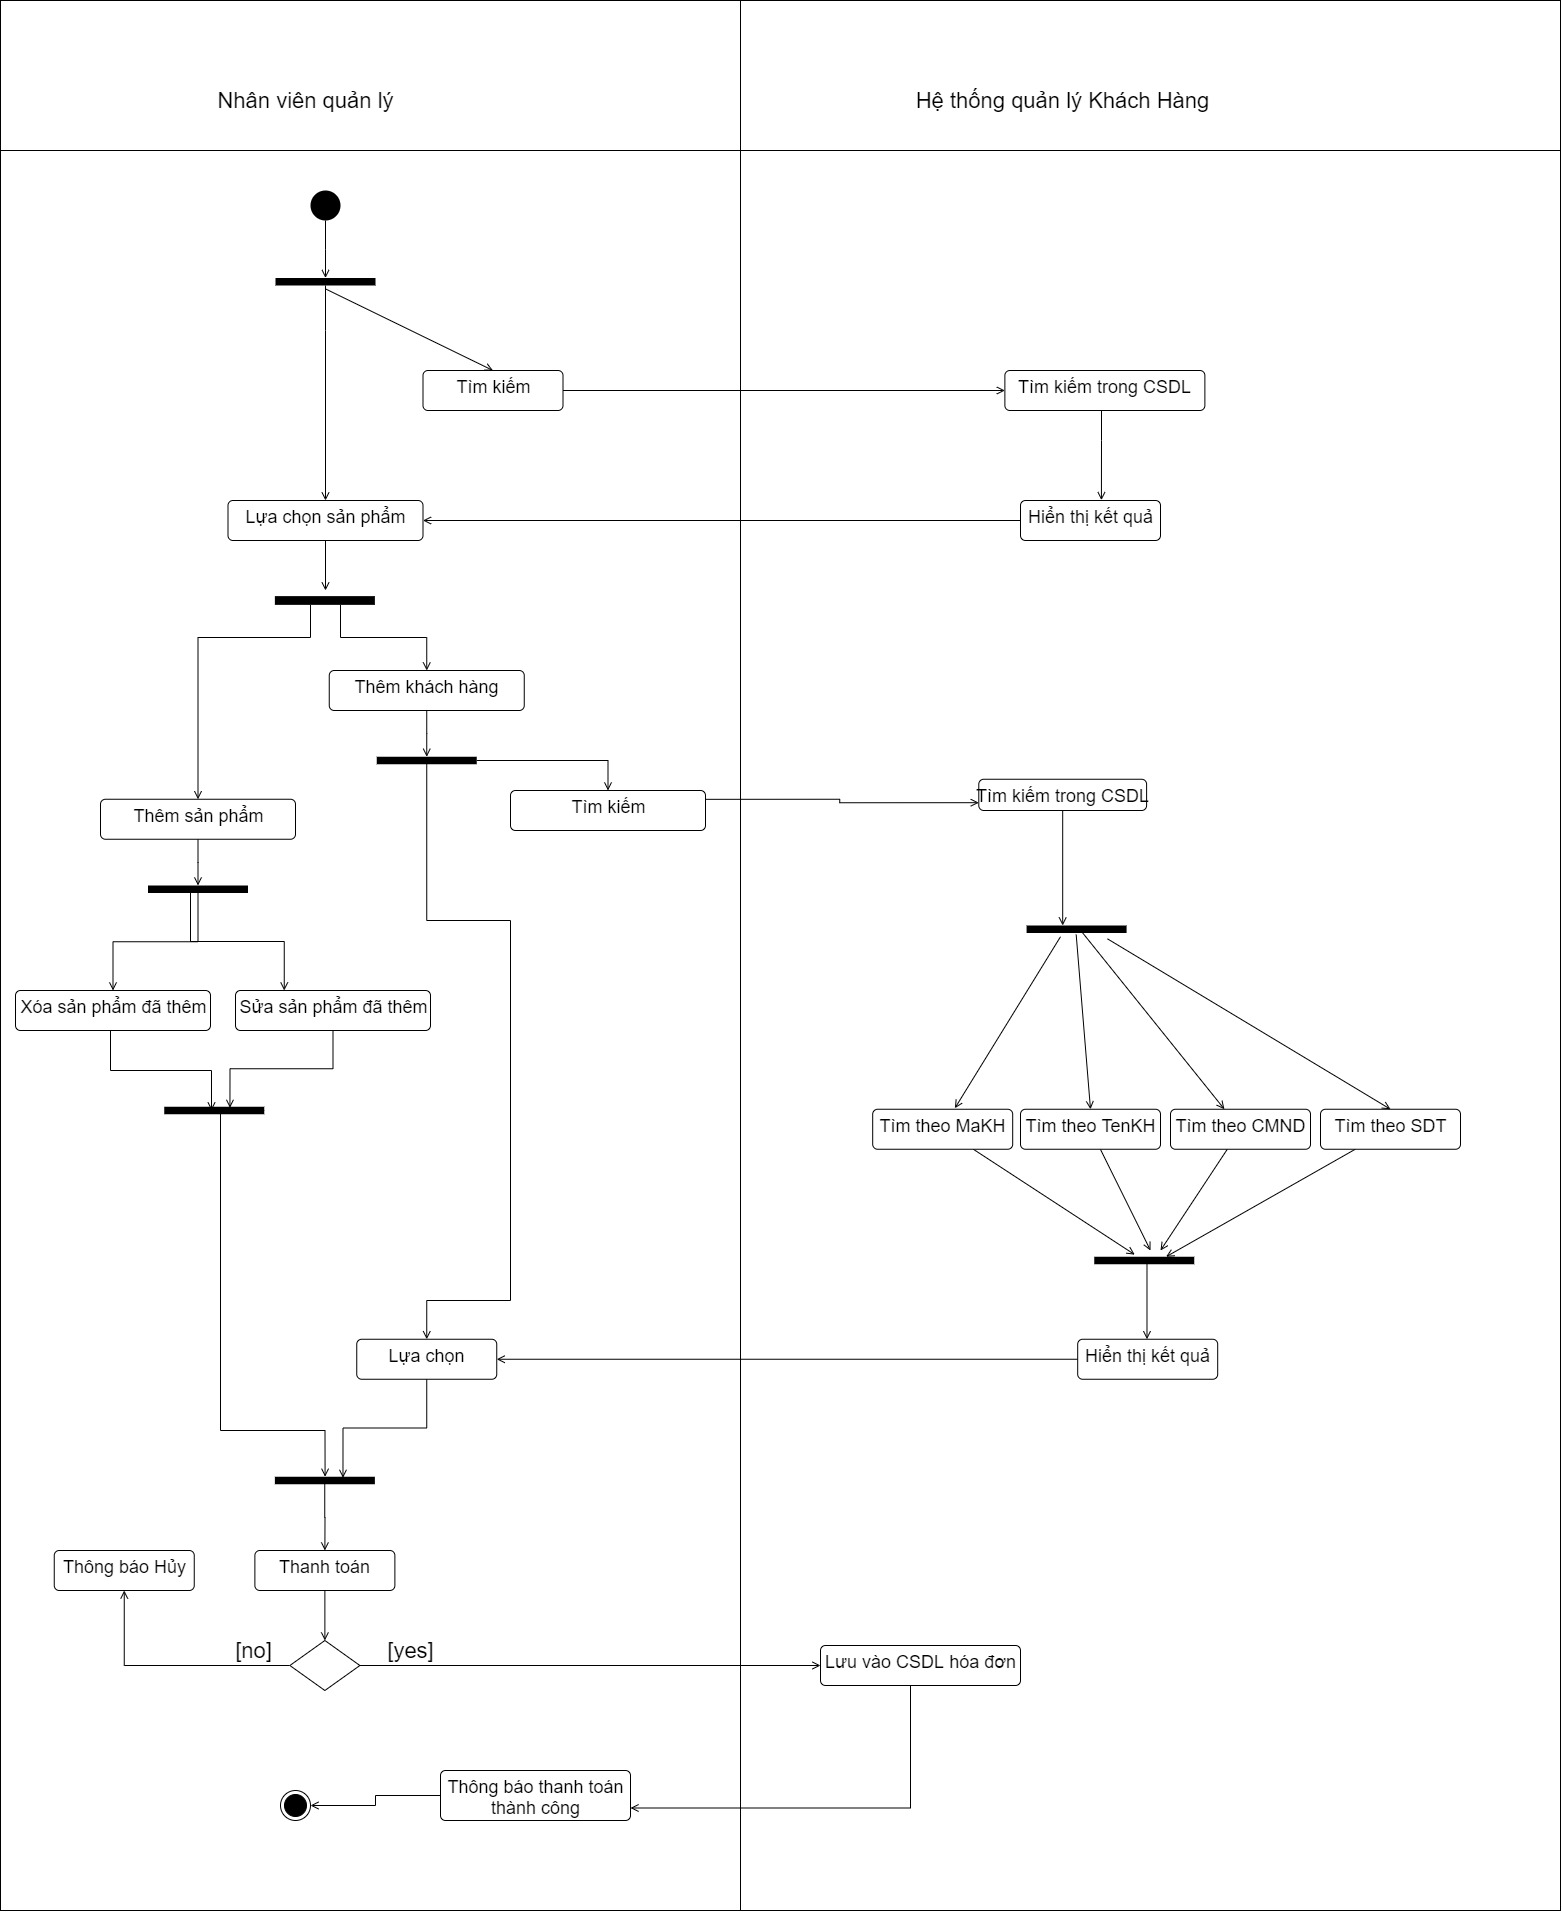 Nhân viên quản lý
Hệ thống quản lý Khách Hàng
Tìm kiếm
Tìm kiếm trong CSDL
Lựa chọn sản phẩm
Hiển thị kết quả
Thêm khách hàng
Thêm sản phẩm
Tìm kiếm
Tìm kiếm trong CSDL
Xóa sản phẩm đã thêm
Sửa sản phẩm đã thêm
Tìm theo MaKH
Tìm theo TenKH
Tìm theo CMND
Tìm theo SDT
Lựa chọn
Hiển thị kết quả
Thông báo Hủy
Thanh toán
[no]
[yes]
Lưu vào CSDL hóa đơn
Thông báo thanh toán
thành công